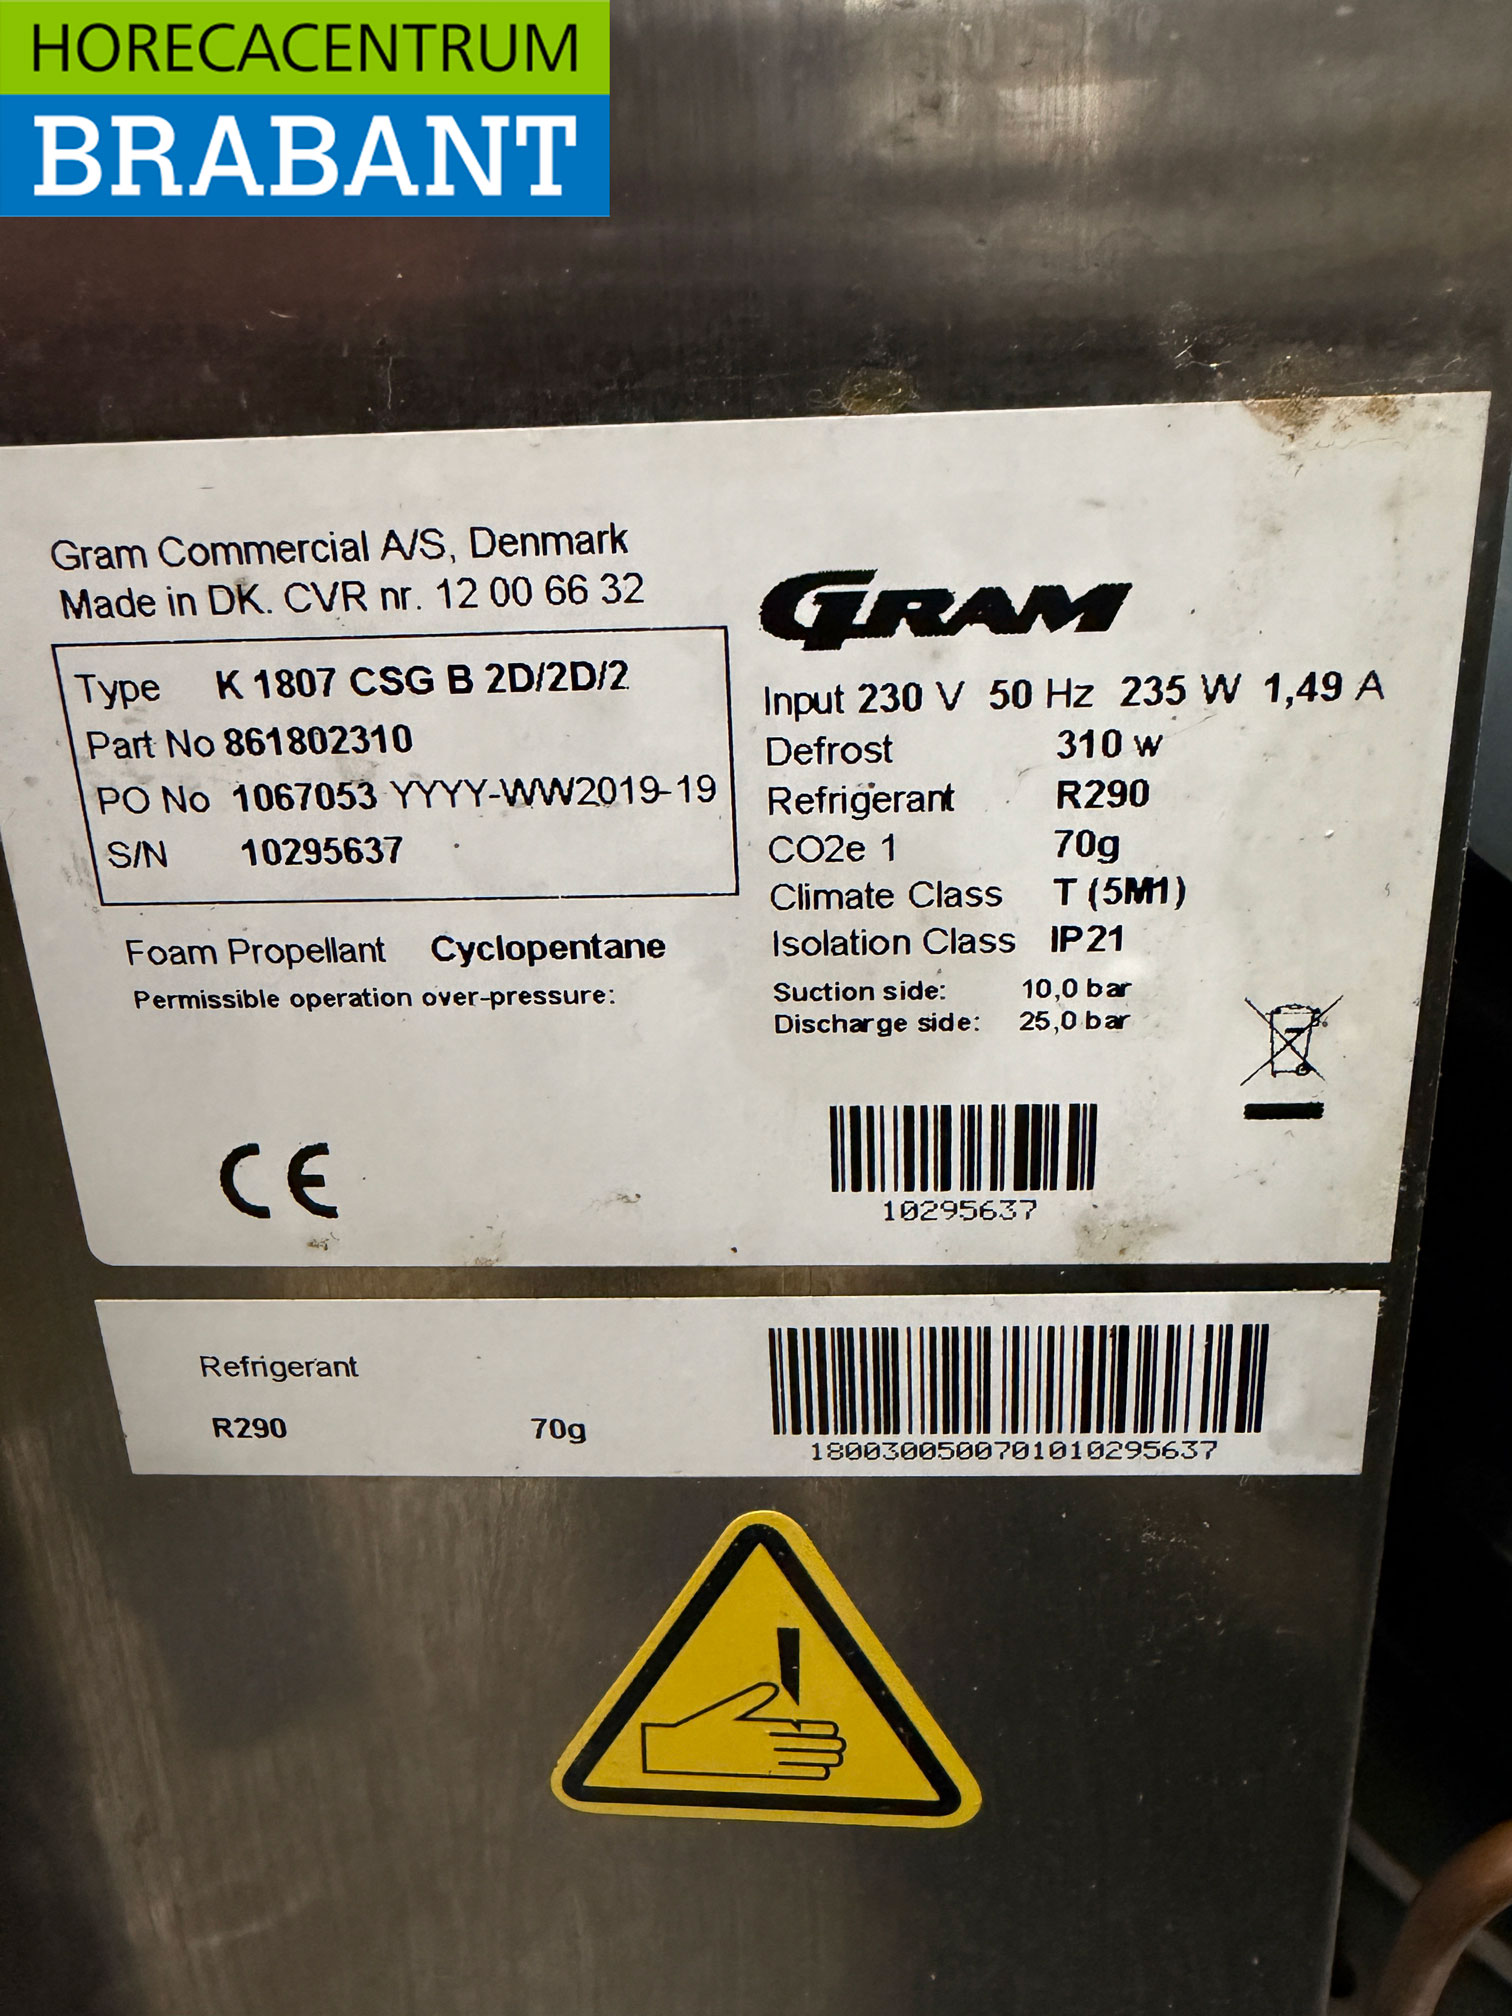 HORECACENTRUM
BRABANT
Gram Commercial A/S, Denmark
Made in DK. CVR nr. 12 00 66 32
Type K 1807 CSG B 2D/2D/2
Part No 861802310
PO No 1067053 YYYY-WW2019-19
S/N 10295637
Foam Propellant Cyclopentane
Permissible operation over-pressure:
CE
GRAM
Input 230 V 50 Hz 235 W 1,49 A
Defrost 310 W
Refrigerant R290
CO2e 1 70g
Climate Class T (5M1)
Isolation Class IP21
Suction side: 10,0 bar
Discharge side: 25,0 bar
10295637
Refrigerant
R290 70g
1800300500701010295637